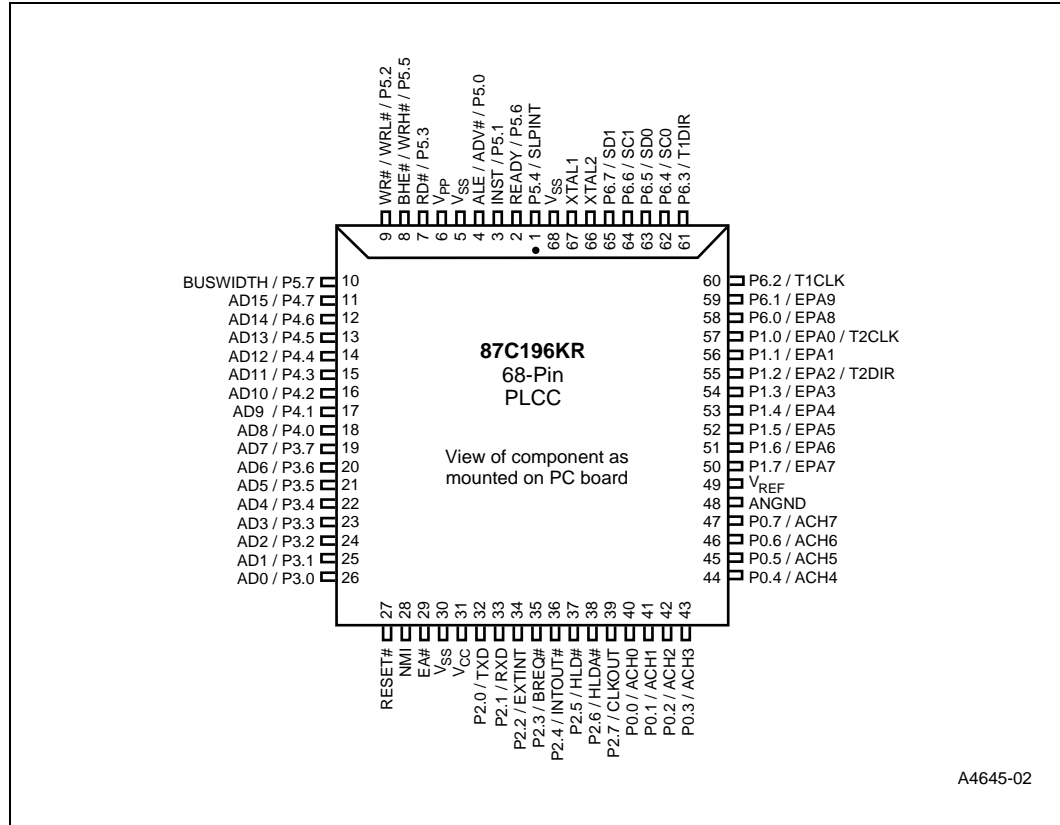 WR# / WRL# / P5.2
BHE# / WRH# / P5.5
RD# / P5.3
VPP
VSS
ALE / ADV# / P5.0
INST / P5.1
READY / P5.6
P5.4 / SLPINT
VSS
XTAL1
XTAL2
P6.7 / SD1
P6.6 / SC1
P6.5 / SD0
P6.4 / SC0
P6.3 / T1DIR
9 8 7 6 5 4 3 2 1 68 67 66 65 64 63 62 61
BUSWIDTH / P5.7 10
AD15 / P4.7 11
AD14 / P4.6 12
AD13 / P4.5 13
AD12 / P4.4 14
AD11 / P4.3 15
AD10 / P4.2 16
AD9 / P4.1 17
AD8 / P4.0 18
AD7 / P3.7 19
AD6 / P3.6 20
AD5 / P3.5 21
AD4 / P3.4 22
AD3 / P3.3 23
AD2 / P3.2 24
AD1 / P3.1 25
AD0 / P3.0 26
87C196KR
68-Pin
PLCC
View of component as
mounted on PC board
60 P6.2 / T1CLK
59 P6.1 / EPA9
58 P6.0 / EPA8
57 P1.0 / EPA0 / T2CLK
56 P1.1 / EPA1
55 P1.2 / EPA2 / T2DIR
54 P1.3 / EPA3
53 P1.4 / EPA4
52 P1.5 / EPA5
51 P1.6 / EPA6
50 P1.7 / EPA7
49 VREF
48 ANGND
47 P0.7 / ACH7
46 P0.6 / ACH6
45 P0.5 / ACH5
44 P0.4 / ACH4
27 28 29 30 31 32 33 34 35 36 37 38 39 40 41 42 43
RESET#
NMI
EA#
VSS
VCC
P2.0 / TXD
P2.1 / RXD
P2.2 / EXTINT
P2.3 / BREQ#
P2.4 / INTOUT#
P2.5 / HLD#
P2.6 / HLDA#
P2.7 / CLKOUT
P0.0 / ACH0
P0.1 / ACH1
P0.2 / ACH2
P0.3 / ACH3
A4645-02